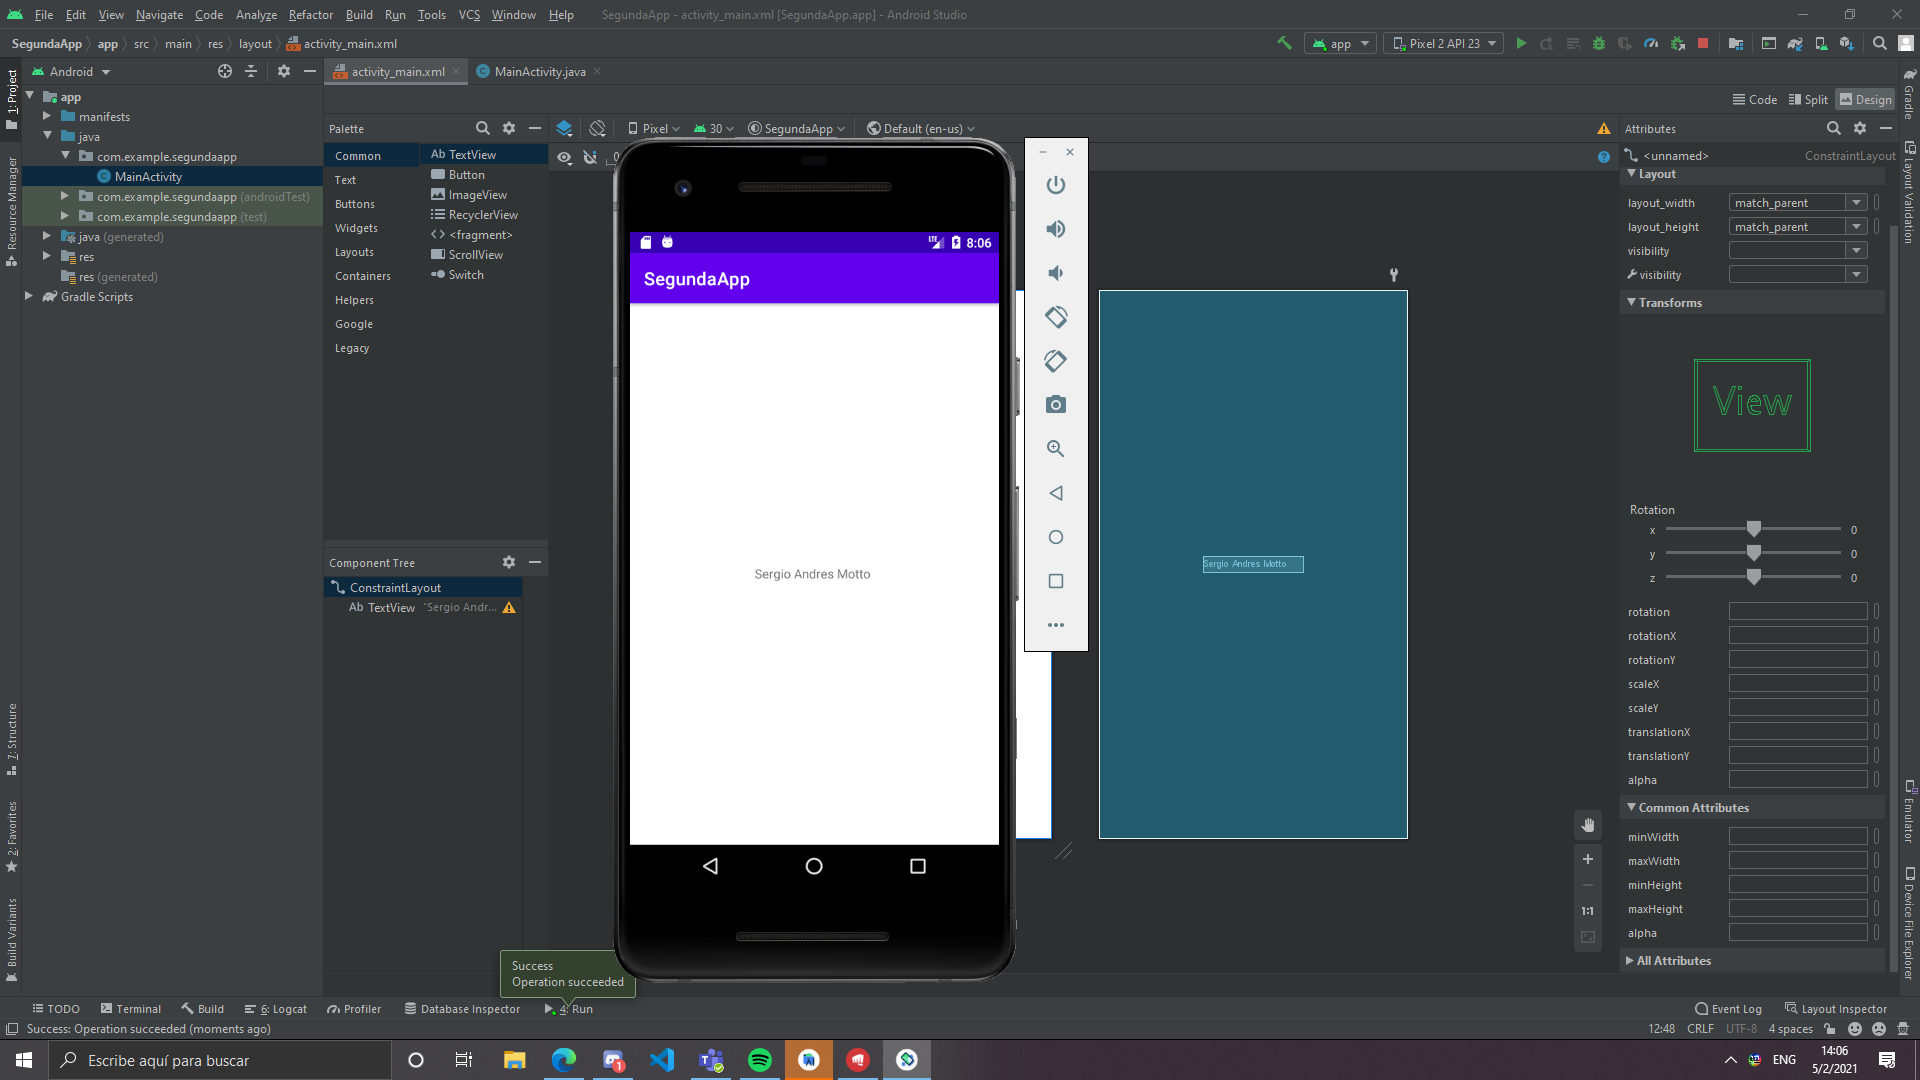 File Edit View Navigate Code Analyze Refactor Build Run Tools VCS Window Help SegundaApp - activity_main.xml [SegundaApp.app] - Android Studio
SegundaApp app src main res layout activity_main.xml
app Pixel 2 API 23
1: Project
Resource Manager
7: Structure
2: Favorites
Build Variants
Android
app
manifests
java
com.example.segundaapp
MainActivity
com.example.segundaapp (androidTest)
com.example.segundaapp (test)
java (generated)
res
res (generated)
Gradle Scripts
activity_main.xml MainActivity.java
Code Split Design
Palette
Common
Text
Buttons
Widgets
Layouts
Containers
Helpers
Google
Legacy
Ab TextView
Button
ImageView
RecyclerView
<fragment>
ScrollView
Switch
Pixel 30 SegundaApp Default (en-us)
Component Tree
ConstraintLayout
Ab TextView "Sergio Andr...
LTE 8:06
SegundaApp
Sergio Andres Motto
Sergio Andres Motto
1:1
Attributes
<unnamed> ConstraintLayout
Layout
layout_width match_parent
layout_height match_parent
visibility
visibility
Transforms
View
Rotation
x 0
y 0
z 0
rotation
rotationX
rotationY
scaleX
scaleY
translationX
translationY
alpha
Common Attributes
minWidth
maxWidth
minHeight
maxHeight
alpha
All Attributes
Gradle
Layout Validation
Emulator
Device File Explorer
Success
Operation succeeded
TODO Terminal Build 6: Logcat Profiler Database Inspector 4: Run Event Log Layout Inspector
Success: Operation succeeded (moments ago) 12:48 CRLF UTF-8 4 spaces
Escribe aquí para buscar
1
ENG
14:06
5/2/2021